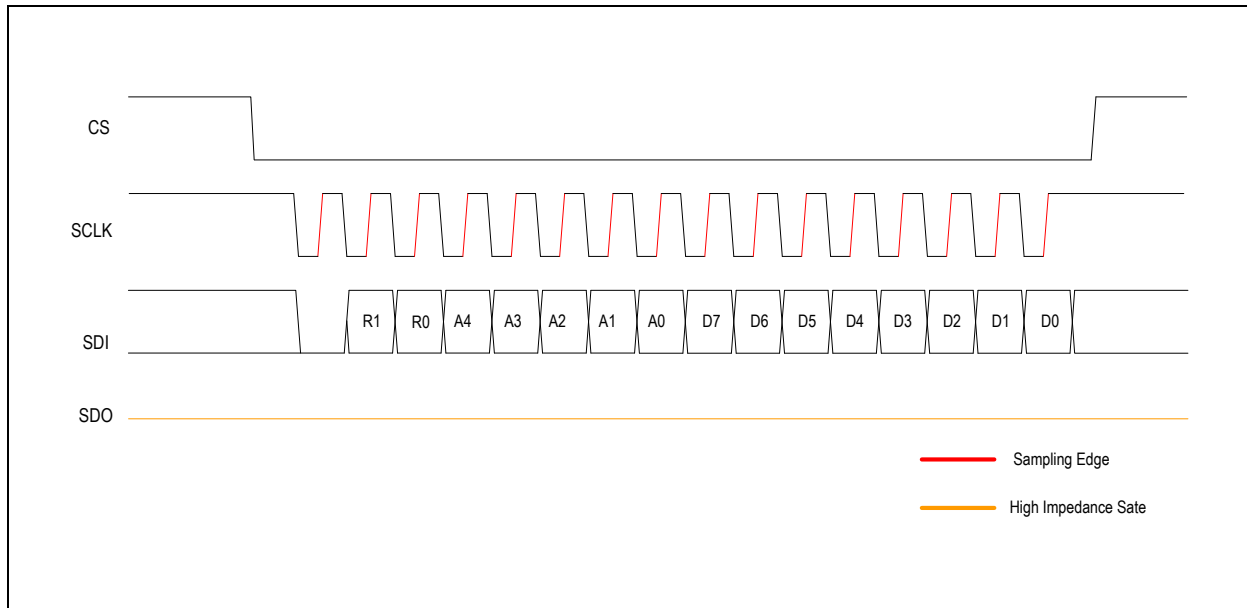 CS
SCLK
SDI
R1 R0 A4 A3 A2 A1 A0 D7 D6 D5 D4 D3 D2 D1 D0
SDO
Sampling Edge
High Impedance Sate